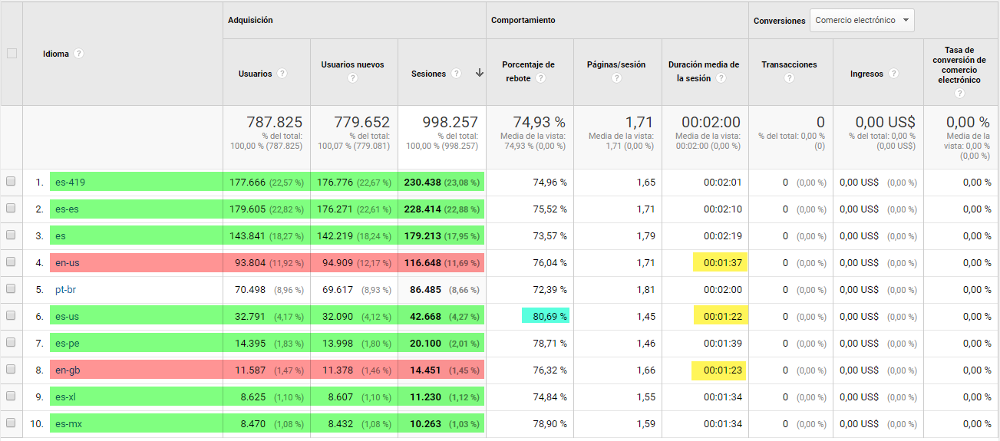 Adquisición Comportamiento Conversiones Comercio electrónico
Idioma ? Usuarios ? Usuarios nuevos ? Sesiones ? Porcentaje de rebote ? Páginas/sesión ? Duración media de la sesión ? Transacciones ? Ingresos ? Tasa de conversión de comercio electrónico ?
787.825 779.652 998.257 74,93 % 1,71 00:02:00 0 0,00 US$ 0,00 %
% del total: 100,00 % (787.825) % del total: 100,07 % (779.081) % del total: 100,00 % (998.257) Media de la vista: 74,93 % (0,00 %) Media de la vista: 1,71 (0,00 %) Media de la vista: 00:02:00 (0,00 %) % del total: 0,00 % (0) % del total: 0,00 % (0,00 US$) Media de la vista: 0,00 % (0,00 %)
1. es-419 177.666 (22,57 %) 176.776 (22,67 %) 230.438 (23,08 %) 74,96 % 1,65 00:02:01 0 (0,00 %) 0,00 US$ (0,00 %) 0,00 %
2. es-es 179.605 (22,82 %) 176.271 (22,61 %) 228.414 (22,88 %) 75,52 % 1,71 00:02:10 0 (0,00 %) 0,00 US$ (0,00 %) 0,00 %
3. es 143.841 (18,27 %) 142.219 (18,24 %) 179.213 (17,95 %) 73,57 % 1,79 00:02:19 0 (0,00 %) 0,00 US$ (0,00 %) 0,00 %
4. en-us 93.804 (11,92 %) 94.909 (12,17 %) 116.648 (11,69 %) 76,04 % 1,71 00:01:37 0 (0,00 %) 0,00 US$ (0,00 %) 0,00 %
5. pt-br 70.498 (8,96 %) 69.617 (8,93 %) 86.485 (8,66 %) 72,39 % 1,81 00:02:00 0 (0,00 %) 0,00 US$ (0,00 %) 0,00 %
6. es-us 32.791 (4,17 %) 32.090 (4,12 %) 42.668 (4,27 %) 80,69 % 1,45 00:01:22 0 (0,00 %) 0,00 US$ (0,00 %) 0,00 %
7. es-pe 14.395 (1,83 %) 13.998 (1,80 %) 20.100 (2,01 %) 78,71 % 1,46 00:01:39 0 (0,00 %) 0,00 US$ (0,00 %) 0,00 %
8. en-gb 11.587 (1,47 %) 11.378 (1,46 %) 14.451 (1,45 %) 76,32 % 1,66 00:01:23 0 (0,00 %) 0,00 US$ (0,00 %) 0,00 %
9. es-xl 8.625 (1,10 %) 8.607 (1,10 %) 11.230 (1,12 %) 74,84 % 1,55 00:01:34 0 (0,00 %) 0,00 US$ (0,00 %) 0,00 %
10. es-mx 8.470 (1,08 %) 8.432 (1,08 %) 10.263 (1,03 %) 78,90 % 1,59 00:01:34 0 (0,00 %) 0,00 US$ (0,00 %) 0,00 %